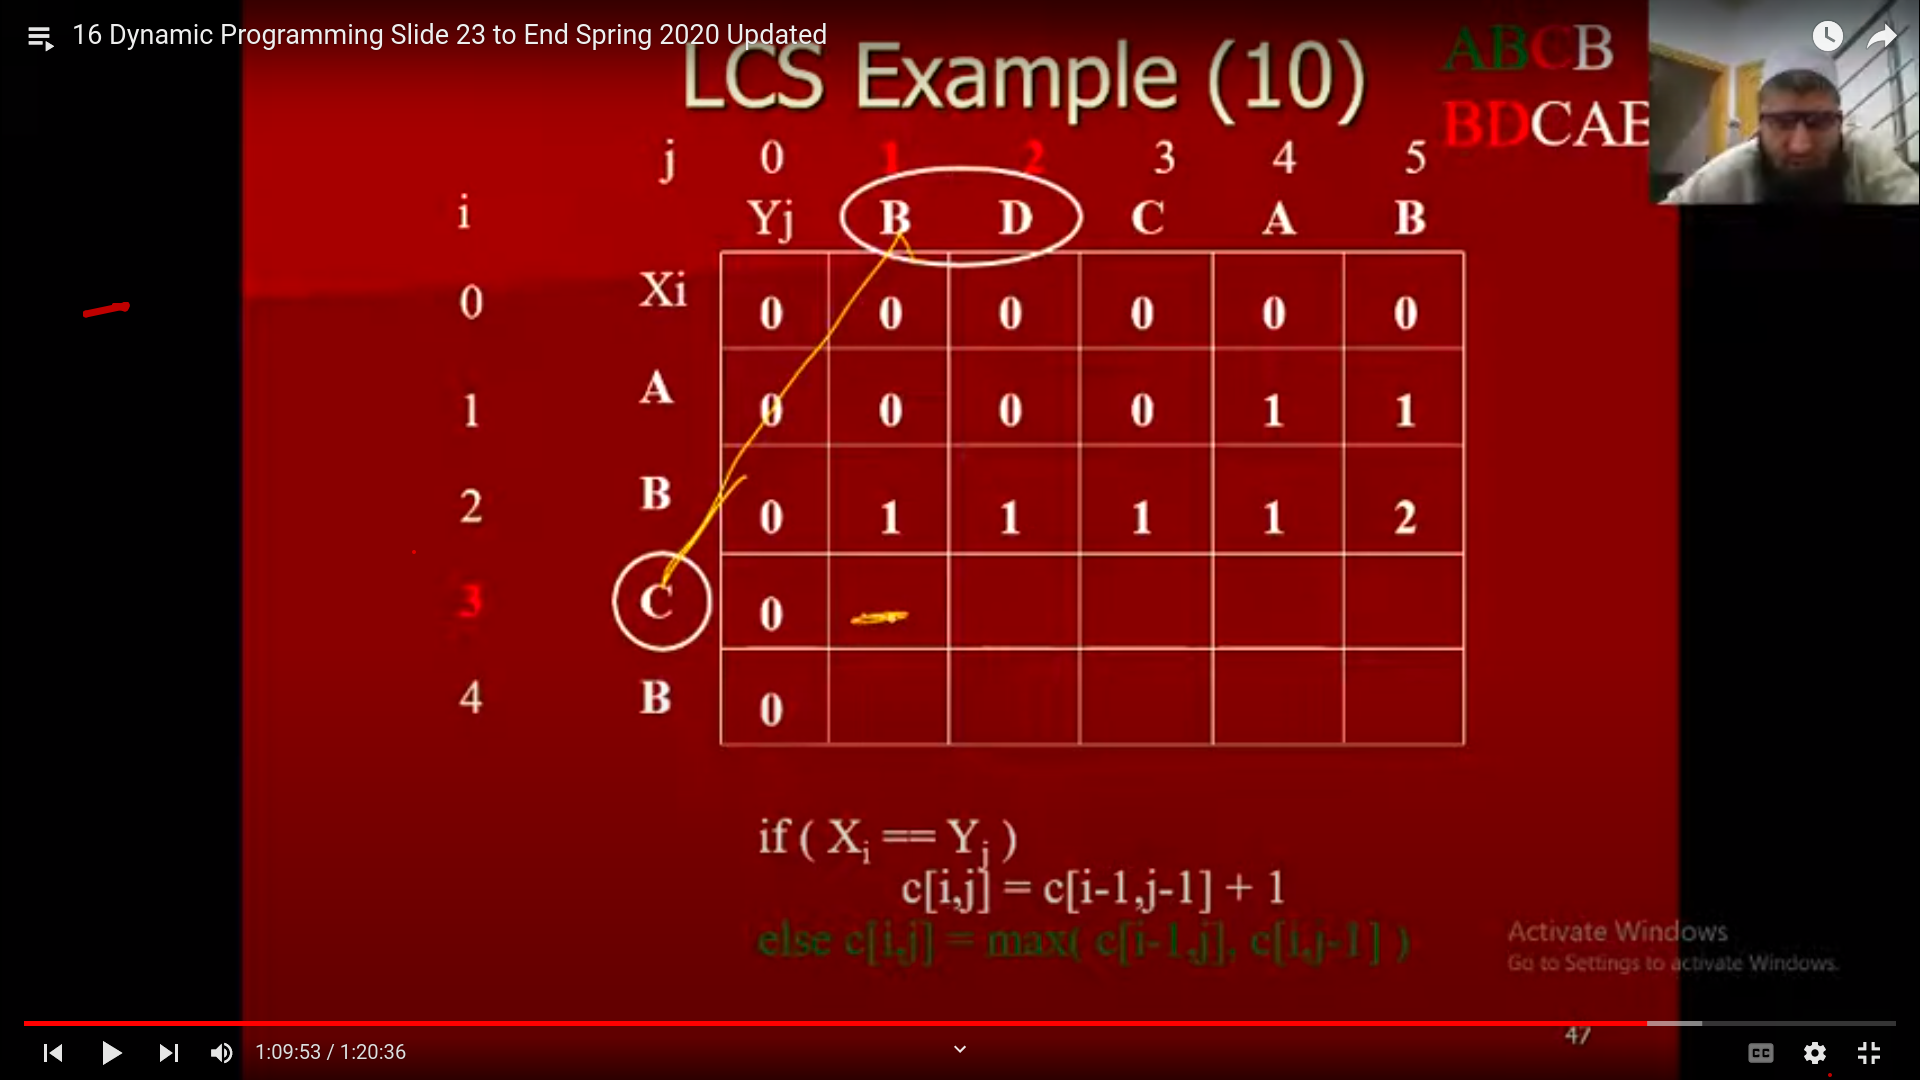 16 Dynamic Programming Slide 23 to End Spring 2020 Updated
LCS Example (10)
ABCB
BDCAB
j 0 1 2 3 4 5
i Yj B D C A B
0 Xi 0 0 0 0 0 0
1 A 0 0 0 0 1 1
2 B 0 1 1 1 1 2
3 C 0
4 B 0
if ( Xi == Yj )
c[i,j] = c[i-1,j-1] + 1
else c[i,j] = max( c[i-1,j], c[i,j-1] )
Activate Windows
Go to Settings to activate Windows.
47
1:09:53 / 1:20:36
CC